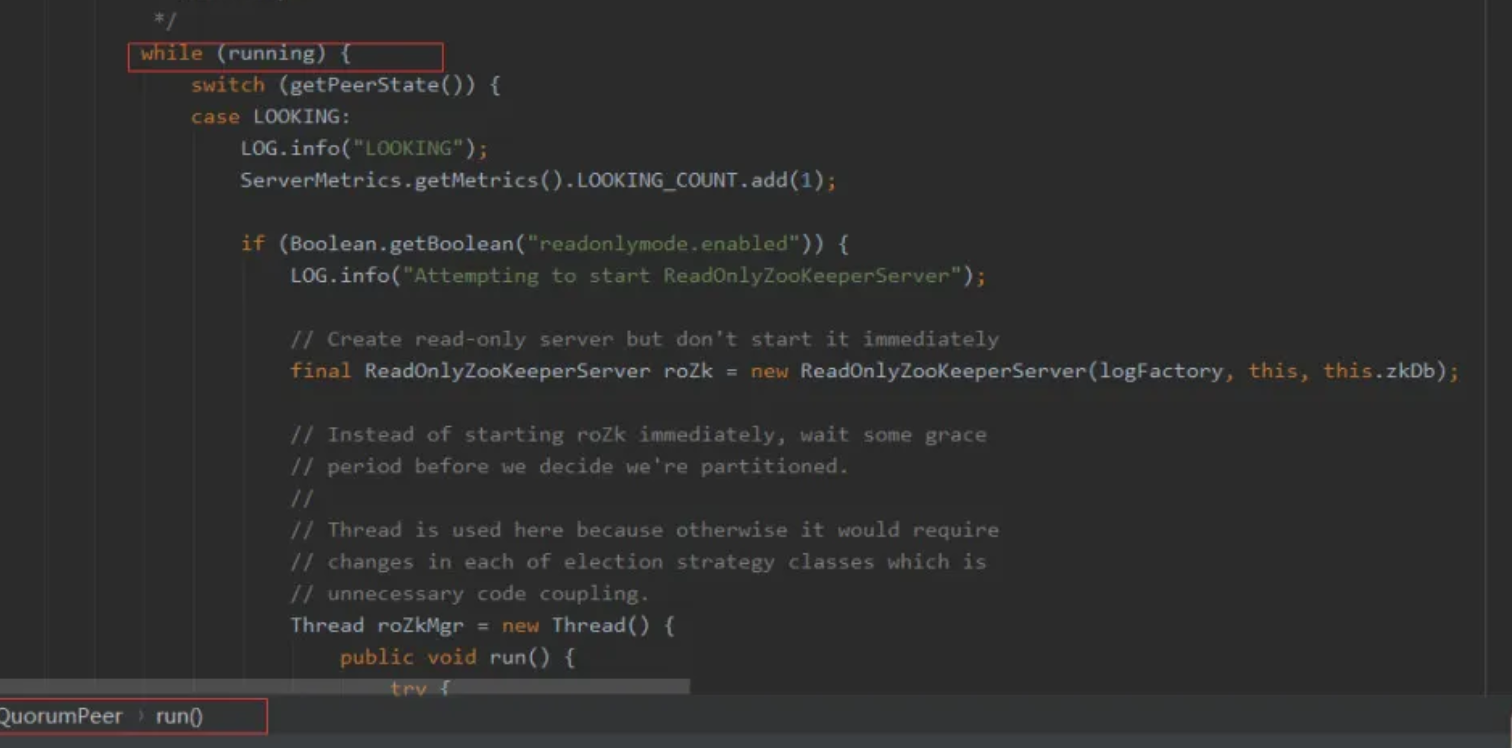 */
while (running) {
switch (getPeerState()) {
case LOOKING:
LOG.info("LOOKING");
ServerMetrics.getMetrics().LOOKING_COUNT.add(1);
if (Boolean.getBoolean("readonlymode.enabled")) {
LOG.info("Attempting to start ReadOnlyZooKeeperServer");
// Create read-only server but don't start it immediately
final ReadOnlyZooKeeperServer roZk = new ReadOnlyZooKeeperServer(logFactory, this, this.zkDb);
// Instead of starting roZk immediately, wait some grace
// period before we decide we're partitioned.
//
// Thread is used here because otherwise it would require
// changes in each of election strategy classes which is
// unnecessary code coupling.
Thread roZkMgr = new Thread() {
public void run() {
try {
QuorumPeer › run()